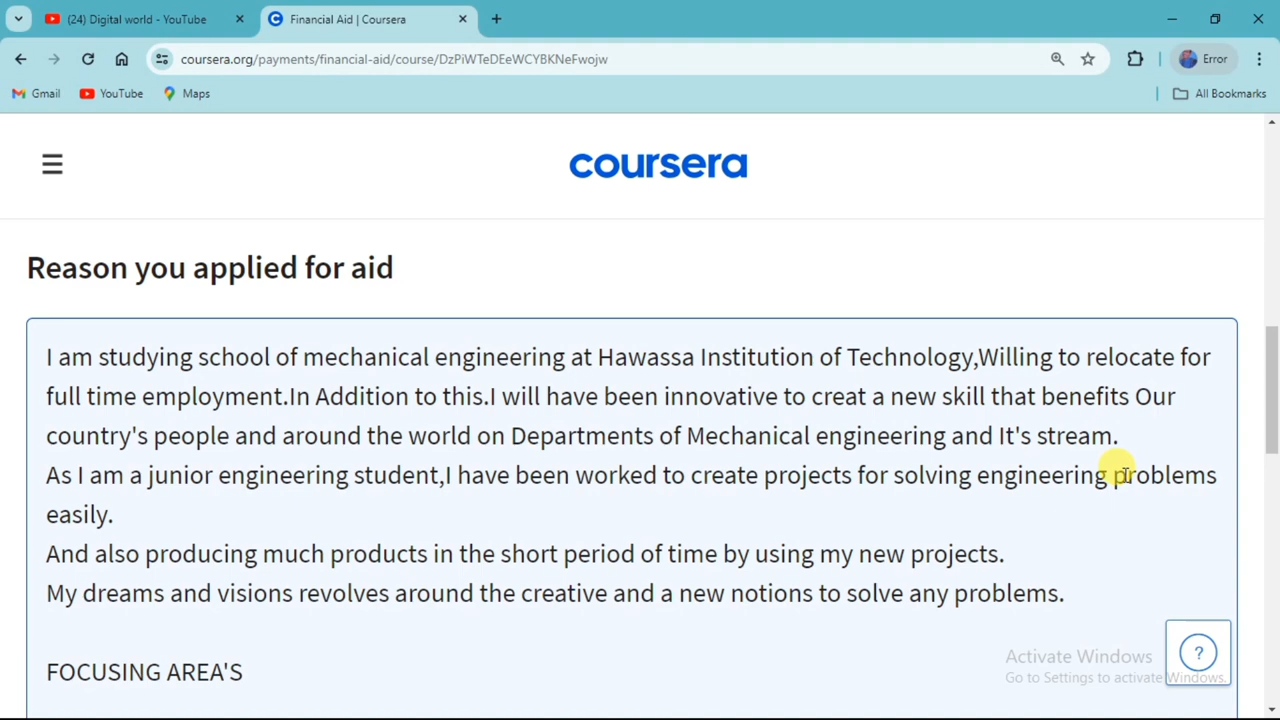 (24) Digital world - YouTube
Financial Aid | Coursera
coursera.org/payments/financial-aid/course/DzPiWTeDEeWCYBKNeFwojw
Error
Gmail
YouTube
Maps
All Bookmarks
coursera
Reason you applied for aid
I am studying school of mechanical engineering at Hawassa Institution of Technology,Willing to relocate for
full time employment.In Addition to this.I will have been innovative to creat a new skill that benefits Our
country's people and around the world on Departments of Mechanical engineering and It's stream.
As I am a junior engineering student,I have been worked to create projects for solving engineering problems
easily.
And also producing much products in the short period of time by using my new projects.
My dreams and visions revolves around the creative and a new notions to solve any problems.
FOCUSING AREA'S
?
Activate Windows
Go to Settings to activate Windows.